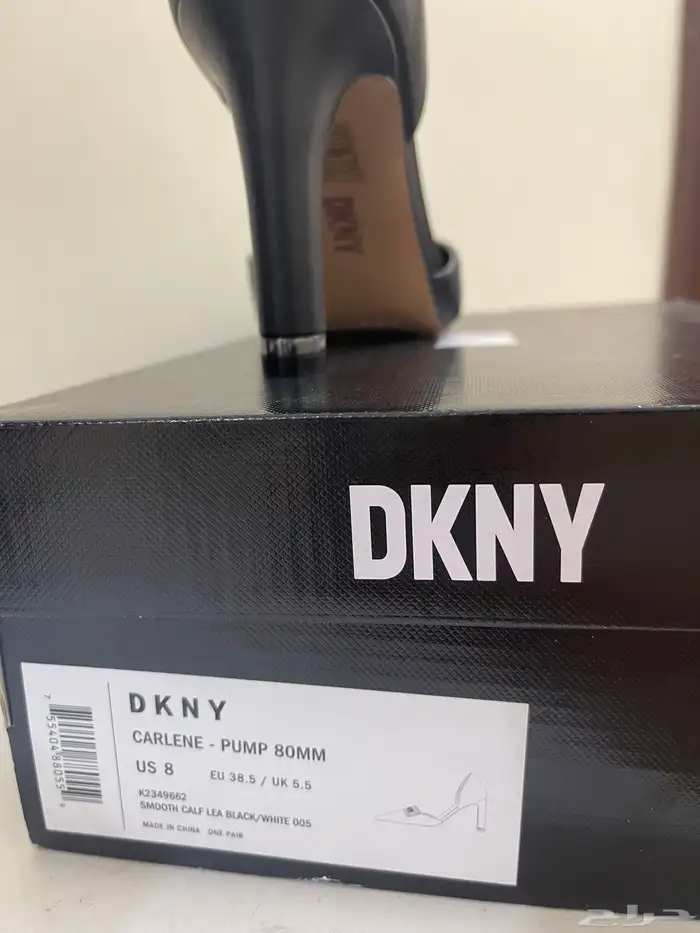 DKNY
DKNY
DKNY
CARLENE - PUMP 80MM
US 8 EU 38.5 / UK 5.5
K2349662
SMOOTH CALF LEA BLACK/WHITE 005
MADE IN CHINA ONE PAIR
حراج